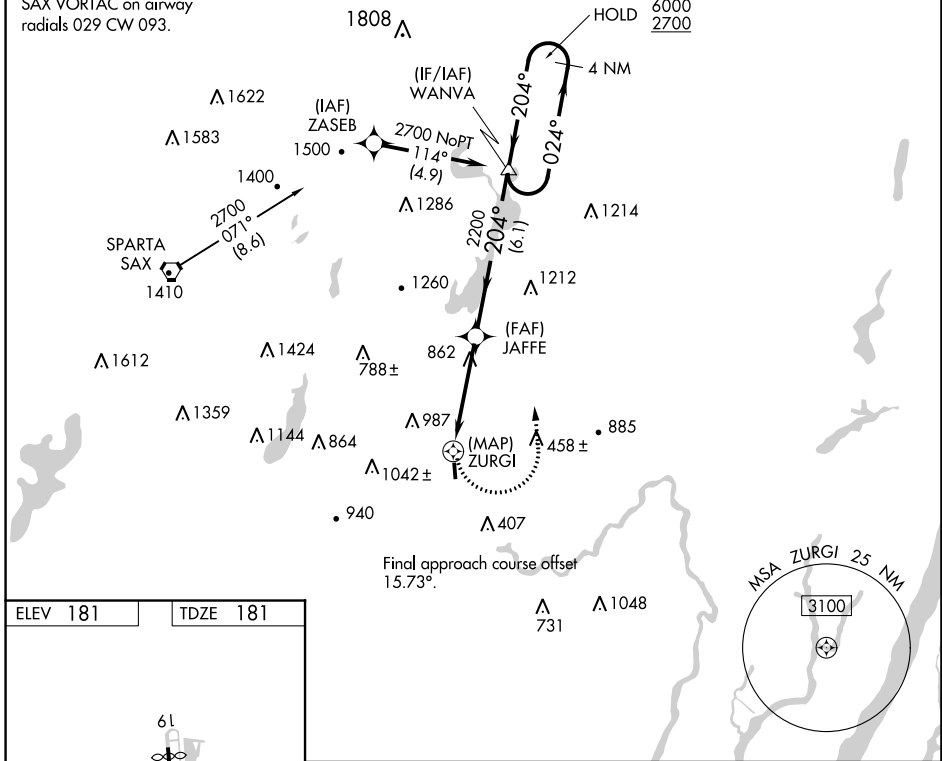 SAX VORTAC on airway
radials 029 CW 093.
1808
HOLD
6000
2700
4 NM
(IF/IAF)
WANVA
204°
024°
1622
(IAF)
ZASEB
1583
1500
2700 NoPT
114°
(4.9)
1400
1286
1214
2700
071°
(8.6)
2200
204°
(6.1)
SPARTA
SAX
1410
1260
1212
(FAF)
JAFFE
862
1612
1424
788±
1359
987
885
1144
864
(MAP)
ZURGI
458±
1042±
940
407
Final approach course offset
15.73°.
MSA ZURGI 25 NM
3100
1048
731
ELEV 181
TDZE 181
19